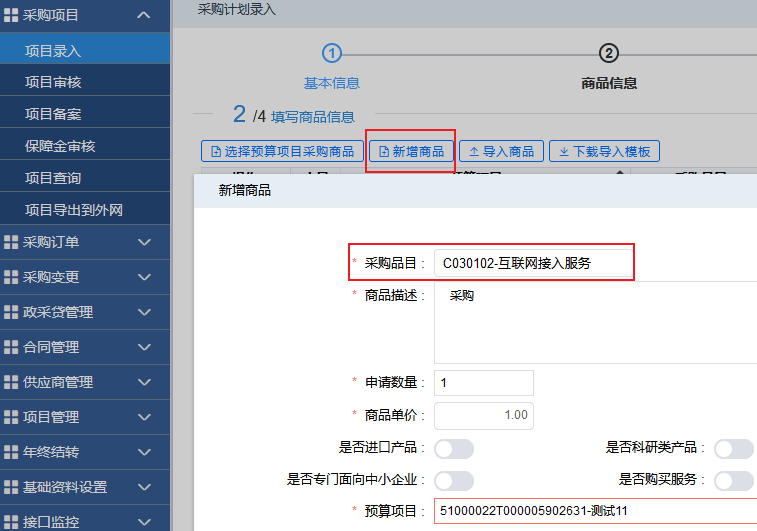 采购项目
项目录入
项目审核
项目备案
保障金审核
项目查询
项目导出到外网
采购订单
采购变更
政采贷管理
合同管理
供应商管理
项目管理
年终结转
基础资料设置
接口监控
采购计划录入
1 2
基本信息 商品信息
2 /4 填写商品信息
选择预算项目采购商品 新增商品 导入商品 下载导入模板
新增商品
* 采购品目： C030102-互联网接入服务
* 商品描述： 采购
* 申请数量： 1
* 商品单价： 1.00
是否进口产品： 是否科研类产品：
是否专门面向中小企业： 是否购买服务：
* 预算项目： 51000022T000005902631-测试11